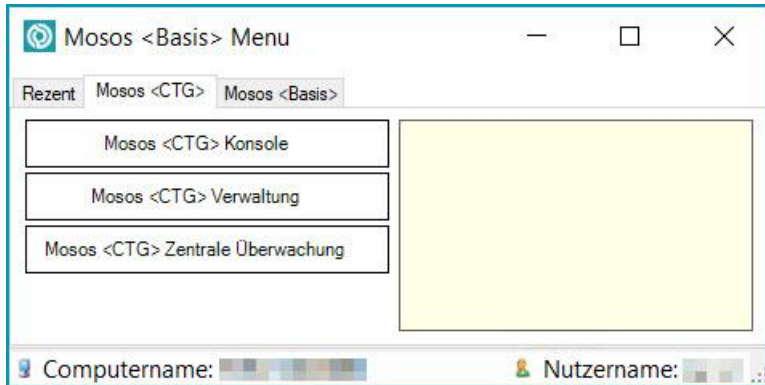 Mosos <Basis> Menu
Rezent Mosos <CTG> Mosos <Basis>
Mosos <CTG> Konsole
Mosos <CTG> Verwaltung
Mosos <CTG> Zentrale Überwachung
Computername: Nutzername: